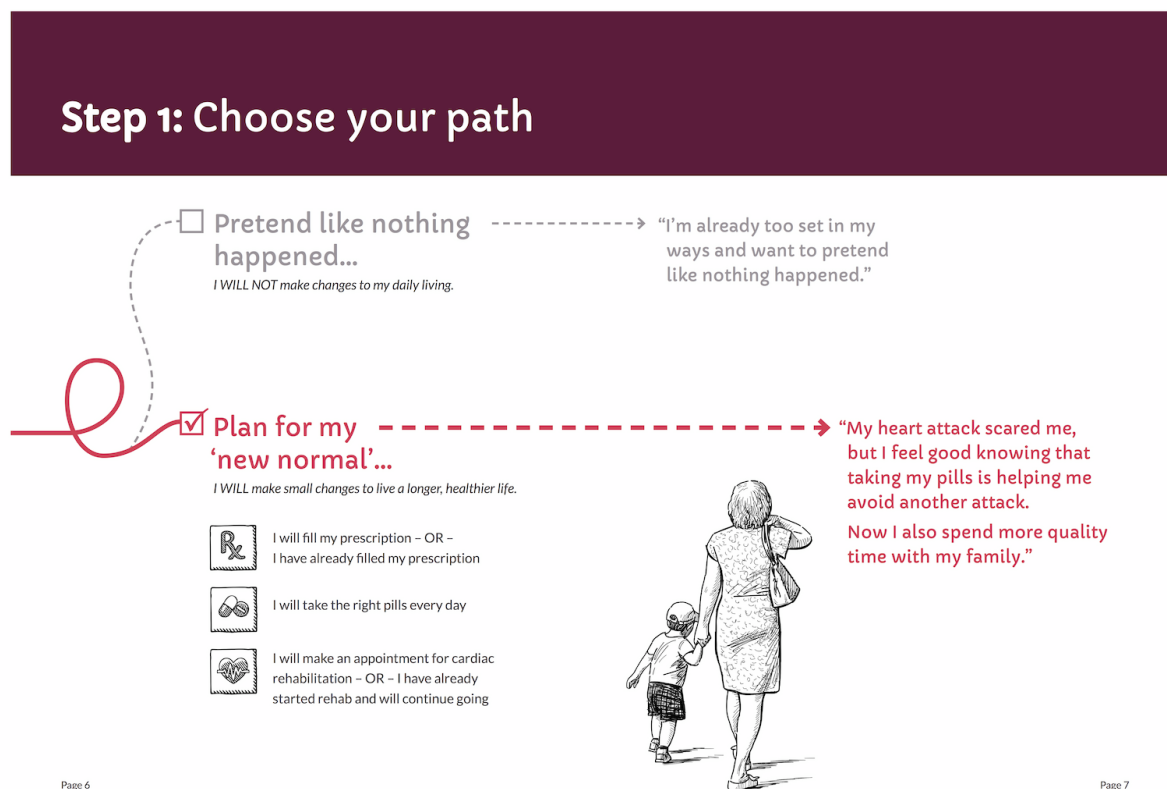 Step 1: Choose your path
Pretend like nothing
happened...
I WILL NOT make changes to my daily living.
“I’m already too set in my
ways and want to pretend
like nothing happened.”
Plan for my
‘new normal’...
I WILL make small changes to live a longer, healthier life.
“My heart attack scared me,
but I feel good knowing that
taking my pills is helping me
avoid another attack.
Now I also spend more quality
time with my family.”
Rx
I will fill my prescription – OR –
I have already filled my prescription
I will take the right pills every day
I will make an appointment for cardiac
rehabilitation – OR – I have already
started rehab and will continue going
Page 6
Page 7